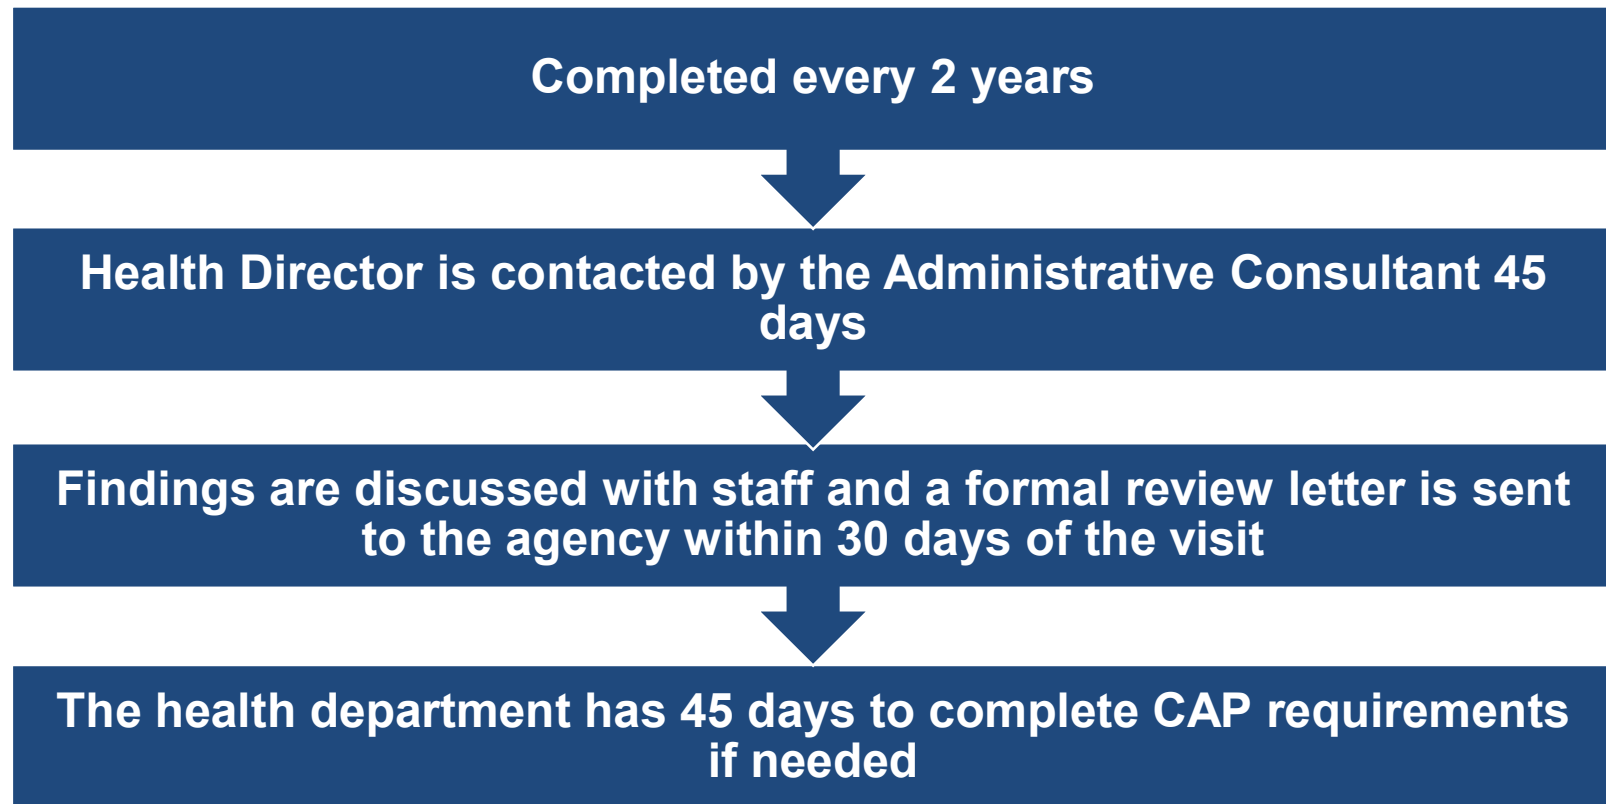 Completed every 2 years
Health Director is contacted by the Administrative Consultant 45
days
Findings are discussed with staff and a formal review letter is sent
to the agency within 30 days of the visit
The health department has 45 days to complete CAP requirements
if needed